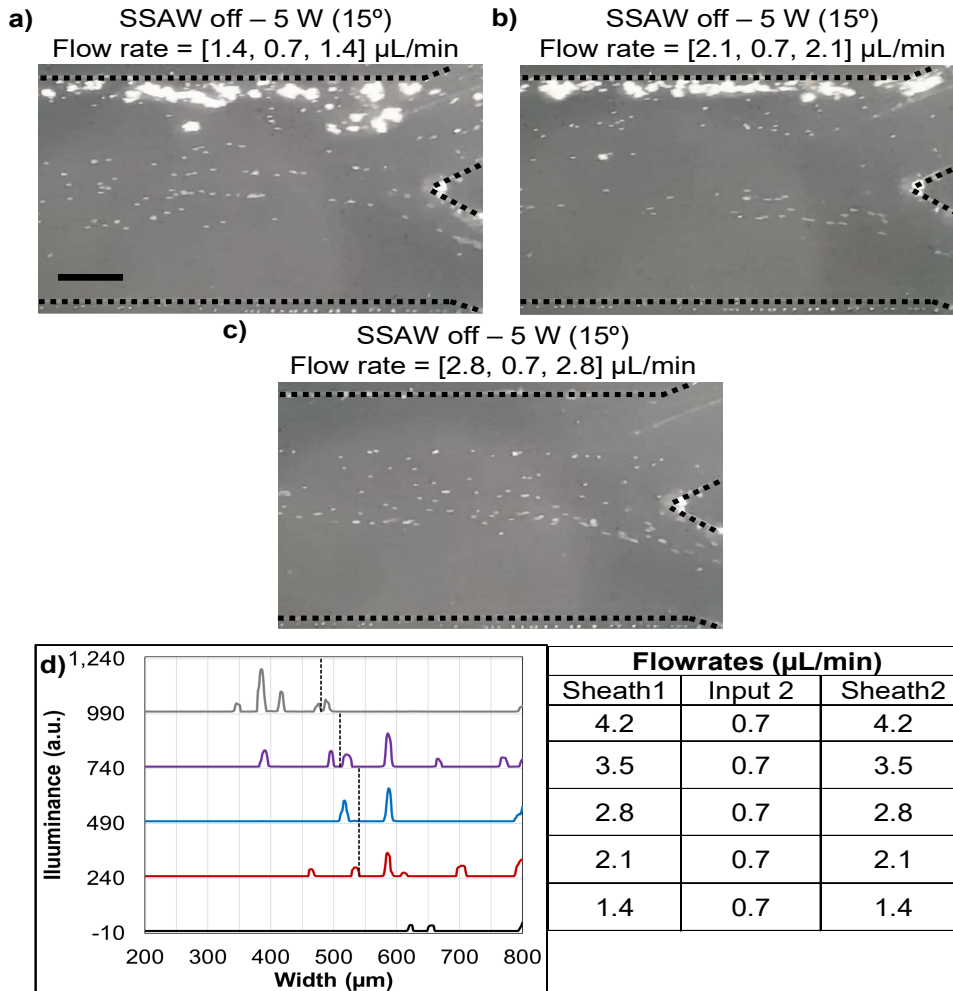 a)
SSAW off – 5 W (15º)
Flow rate = [1.4, 0.7, 1.4] µL/min
b)
SSAW off – 5 W (15º)
Flow rate = [2.1, 0.7, 2.1] µL/min
c)
SSAW off – 5 W (15º)
Flow rate = [2.8, 0.7, 2.8] µL/min
d)
Iluuminance (a.u.)
1,240
990
740
490
240
-10
200 300 400 500 600 700 800
Width (µm)
Flowrates (µL/min)
Sheath1 Input 2 Sheath2
4.2 0.7 4.2
3.5 0.7 3.5
2.8 0.7 2.8
2.1 0.7 2.1
1.4 0.7 1.4